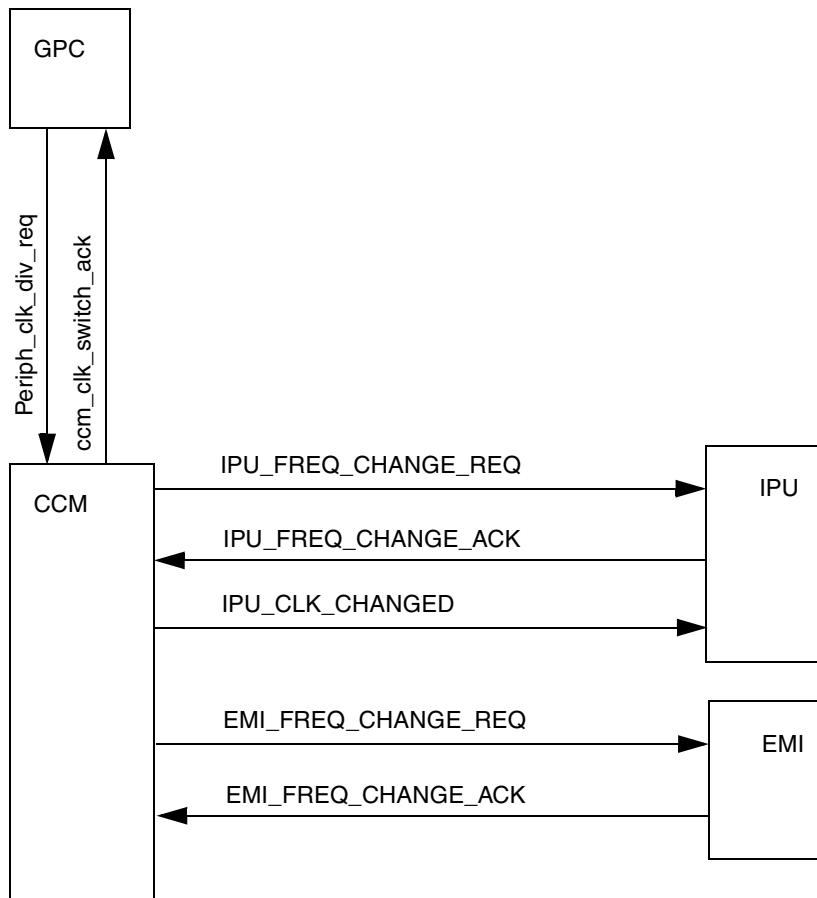 GPC
Periph_clk_div_req
ccm_clk_switch_ack
IPU_FREQ_CHANGE_REQ
CCM
IPU
IPU_FREQ_CHANGE_ACK
IPU_CLK_CHANGED
EMI_FREQ_CHANGE_REQ
EMI
EMI_FREQ_CHANGE_ACK